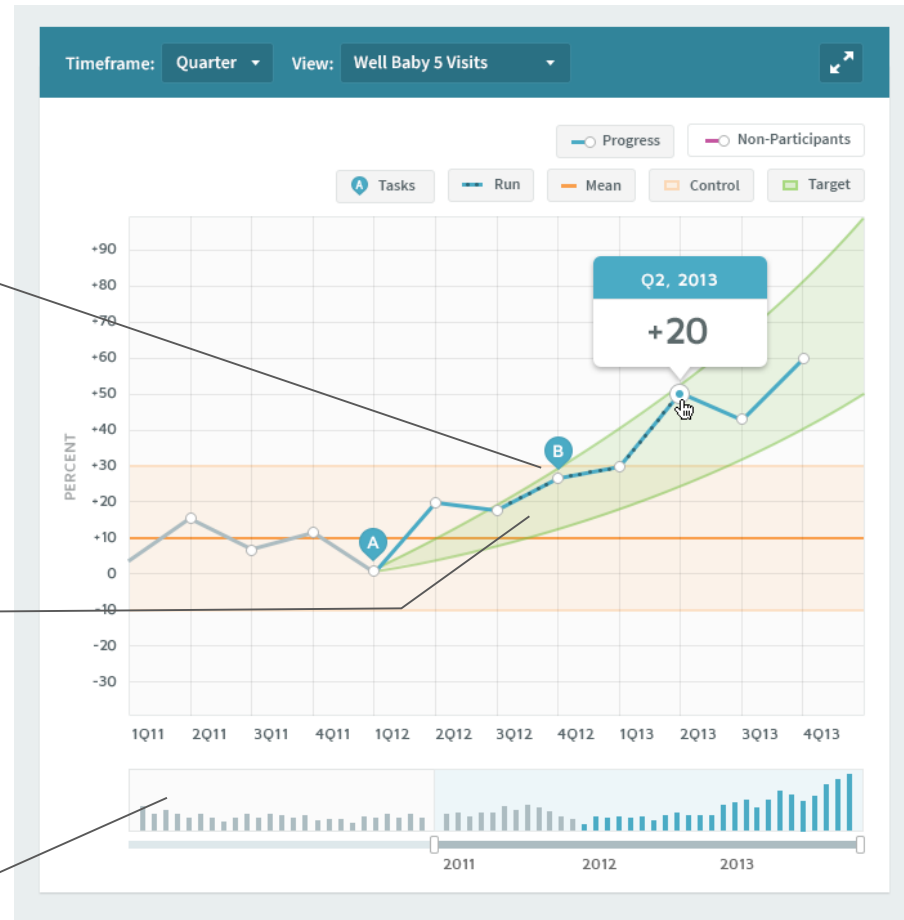 Timeframe: Quarter View: Well Baby 5 Visits
Progress Non-Participants
A Tasks Run Mean Control Target
+90
+80
+70
+60
+50
+40
+30
+20
+10
0
-10
-20
-30
PERCENT
Q2, 2013
+20
B
A
1Q11 2Q11 3Q11 4Q11 1Q12 2Q12 3Q12 4Q12 1Q13 2Q13 3Q13 4Q13
2011 2012 2013